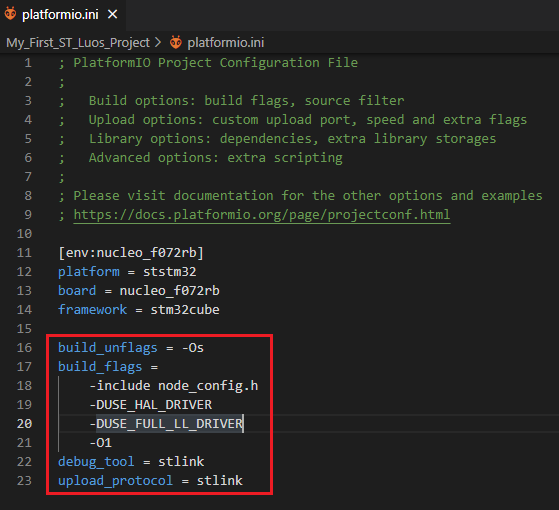 platformio.ini ×
My_First_ST_Luos_Project > platformio.ini
1 ; PlatformIO Project Configuration File
2 ;
3 ;   Build options: build flags, source filter
4 ;   Upload options: custom upload port, speed and extra flags
5 ;   Library options: dependencies, extra library storages
6 ;   Advanced options: extra scripting
7 ;
8 ; Please visit documentation for the other options and examples
9 ; https://docs.platformio.org/page/projectconf.html
10
11 [env:nucleo_f072rb]
12 platform = ststm32
13 board = nucleo_f072rb
14 framework = stm32cube
15
16 build_unflags = -Os
17 build_flags =
18     -include node_config.h
19     -DUSE_HAL_DRIVER
20     -DUSE_FULL_LL_DRIVER
21     -O1
22 debug_tool = stlink
23 upload_protocol = stlink